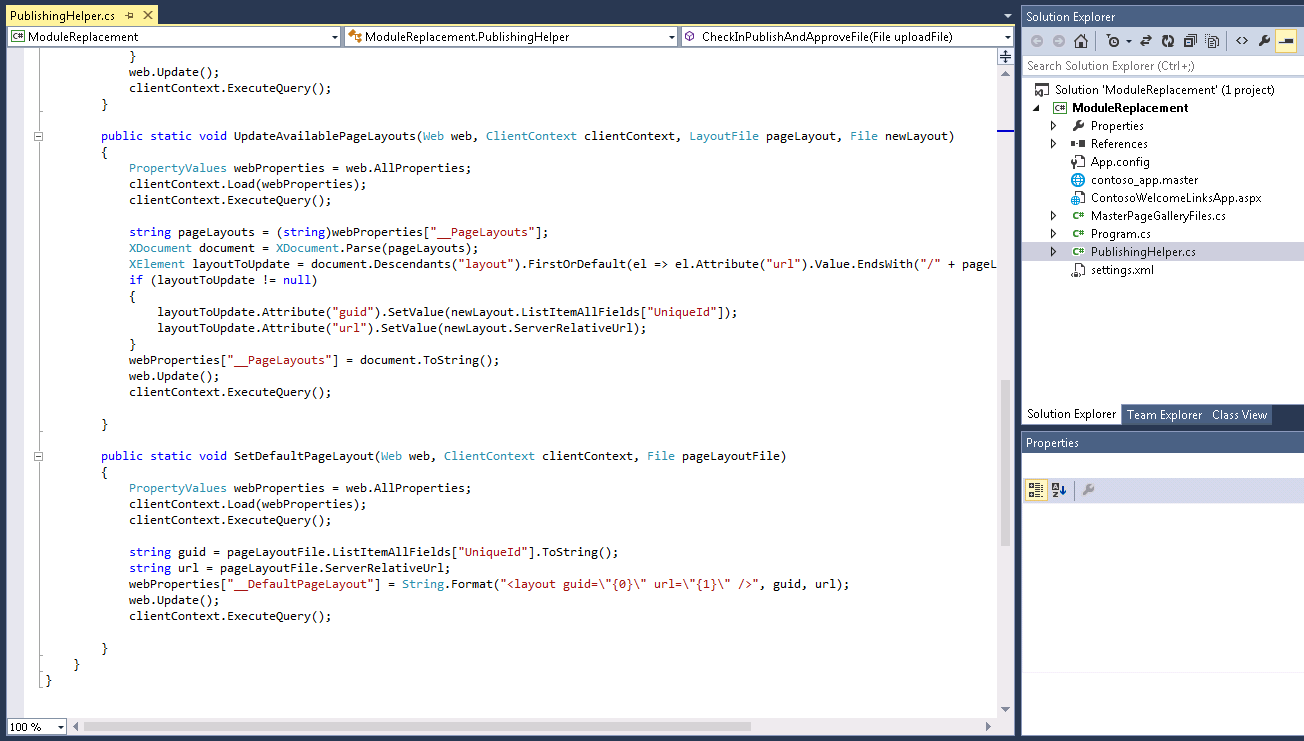 PublishingHelper.cs
C# ModuleReplacement
ModuleReplacement.PublishingHelper
CheckInPublishAndApproveFile(File uploadFile)
}
web.Update();
clientContext.ExecuteQuery();
}
public static void UpdateAvailablePageLayouts(Web web, ClientContext clientContext, LayoutFile pageLayout, File newLayout)
{
PropertyValues webProperties = web.AllProperties;
clientContext.Load(webProperties);
clientContext.ExecuteQuery();
string pageLayouts = (string)webProperties["__PageLayouts"];
XDocument document = XDocument.Parse(pageLayouts);
XElement layoutToUpdate = document.Descendants("layout").FirstOrDefault(el => el.Attribute("url").Value.EndsWith("/" + pageL
if (layoutToUpdate != null)
{
layoutToUpdate.Attribute("guid").SetValue(newLayout.ListItemAllFields["UniqueId"]);
layoutToUpdate.Attribute("url").SetValue(newLayout.ServerRelativeUrl);
}
webProperties["__PageLayouts"] = document.ToString();
web.Update();
clientContext.ExecuteQuery();
}
public static void SetDefaultPageLayout(Web web, ClientContext clientContext, File pageLayoutFile)
{
PropertyValues webProperties = web.AllProperties;
clientContext.Load(webProperties);
clientContext.ExecuteQuery();
string guid = pageLayoutFile.ListItemAllFields["UniqueId"].ToString();
string url = pageLayoutFile.ServerRelativeUrl;
webProperties["__DefaultPageLayout"] = String.Format("<layout guid=\"{0}\" url=\"{1}\" />", guid, url);
web.Update();
clientContext.ExecuteQuery();
}
}
}
100 %
Solution Explorer
Search Solution Explorer (Ctrl+;)
Solution 'ModuleReplacement' (1 project)
C# ModuleReplacement
Properties
References
App.config
contoso_app.master
ContosoWelcomeLinksApp.aspx
C# MasterPageGalleryFiles.cs
C# Program.cs
C# PublishingHelper.cs
settings.xml
Solution Explorer Team Explorer Class View
Properties